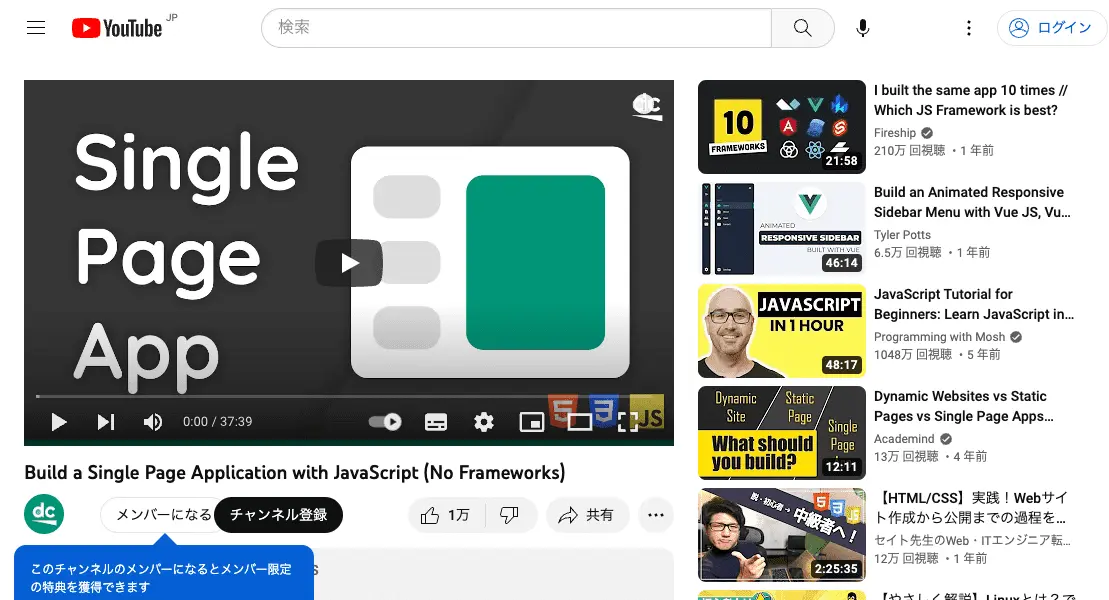 YouTube JP
検索
ログイン
Single
Page
App
dc
5
3
JS
0:00 / 37:39
Build a Single Page Application with JavaScript (No Frameworks)
dc
メンバーになる
チャンネル登録
1万
共有
このチャンネルのメンバーになるとメンバー限定
の特典を獲得できます
10
FRAMEWORKS
21:58
I built the same app 10 times //
Which JS Framework is best?
Fireship
210万 回視聴 ・1 年前
ANIMATED
RESPONSIVE SIDEBAR
BUILT WITH VUE
46:14
Build an Animated Responsive
Sidebar Menu with Vue JS, Vu…
Tyler Potts
6.5万 回視聴 ・1 年前
JAVASCRIPT
IN 1 HOUR
48:17
JavaScript Tutorial for
Beginners: Learn JavaScript in…
Programming with Mosh
1048万 回視聴 ・5 年前
Dynamic
Site
Static
Page
Single
Page
What should
you build?
12:11
Dynamic Websites vs Static
Pages vs Single Page Apps…
Academind
13万 回視聴 ・4 年前
脱・初心者→
中級者へ！
2:25:35
【HTML/CSS】実践！Webサイ
ト作成から公開までの過程を…
セイト先生のWeb・ITエンジニア転…
12万 回視聴 ・1 年前
【やさしく解説】Linuxとは？で